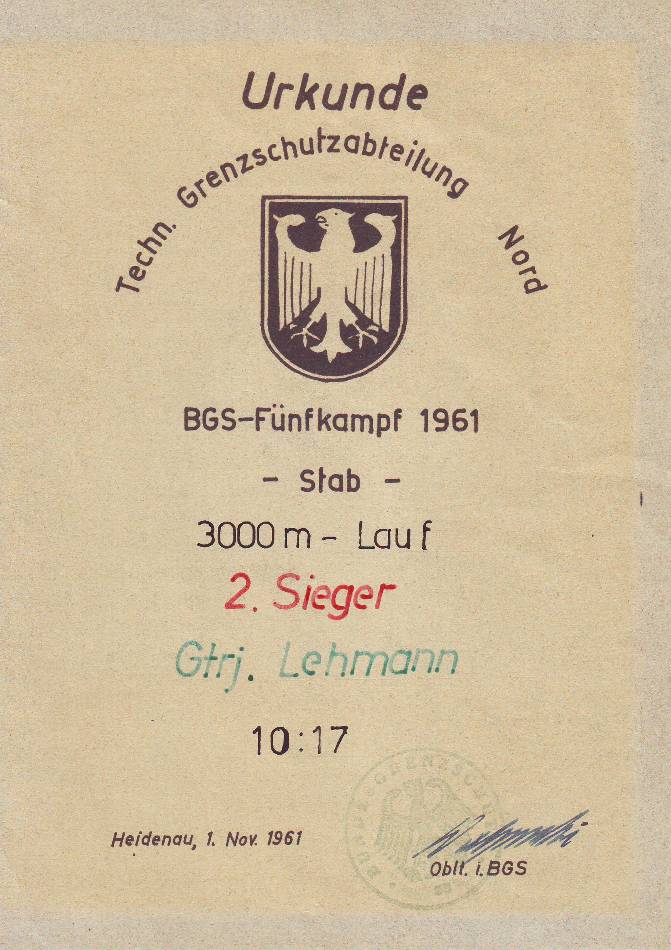 Urkunde
Techn. Grenzschutzabteilung Nord
BGS-Fünfkampf 1961
- Stab -
3000 m - Lauf
2. Sieger
Gtrj. Lehmann
10:17
Heidenau, 1. Nov. 1961
Oblt. i. BGS